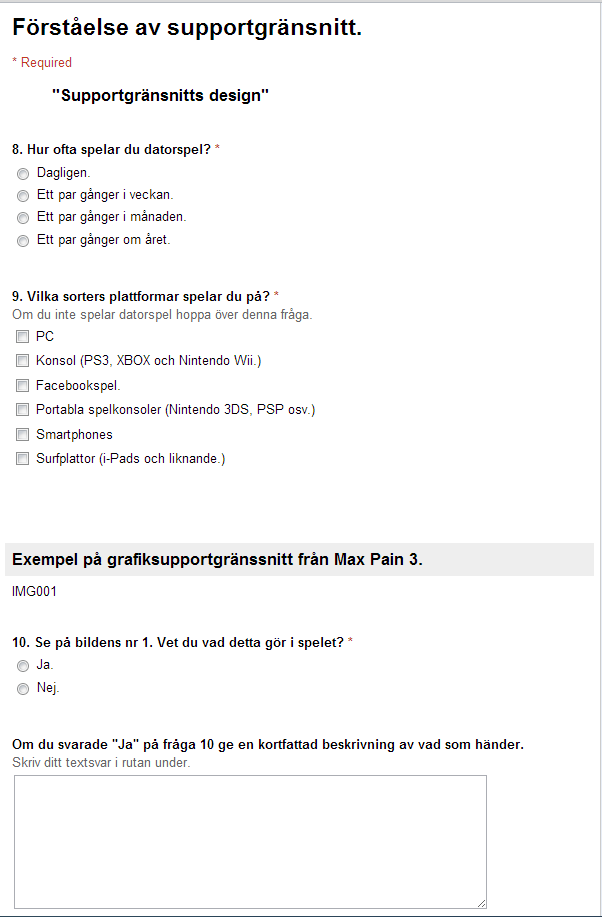 Förståelse av supportgränsnitt.
* Required
"Supportgränsnitts design"
8. Hur ofta spelar du datorspel? *
Dagligen.
Ett par gånger i veckan.
Ett par gånger i månaden.
Ett par gånger om året.
9. Vilka sorters plattformar spelar du på? *
Om du inte spelar datorspel hoppa över denna fråga.
PC
Konsol (PS3, XBOX och Nintendo Wii.)
Facebookspel.
Portabla spelkonsoler (Nintendo 3DS, PSP osv.)
Smartphones
Surfplattor (i-Pads och liknande.)
Exempel på grafiksupportgränssnitt från Max Pain 3.
IMG001
10. Se på bildens nr 1. Vet du vad detta gör i spelet? *
Ja.
Nej.
Om du svarade "Ja" på fråga 10 ge en kortfattad beskrivning av vad som händer.
Skriv ditt textsvar i rutan under.